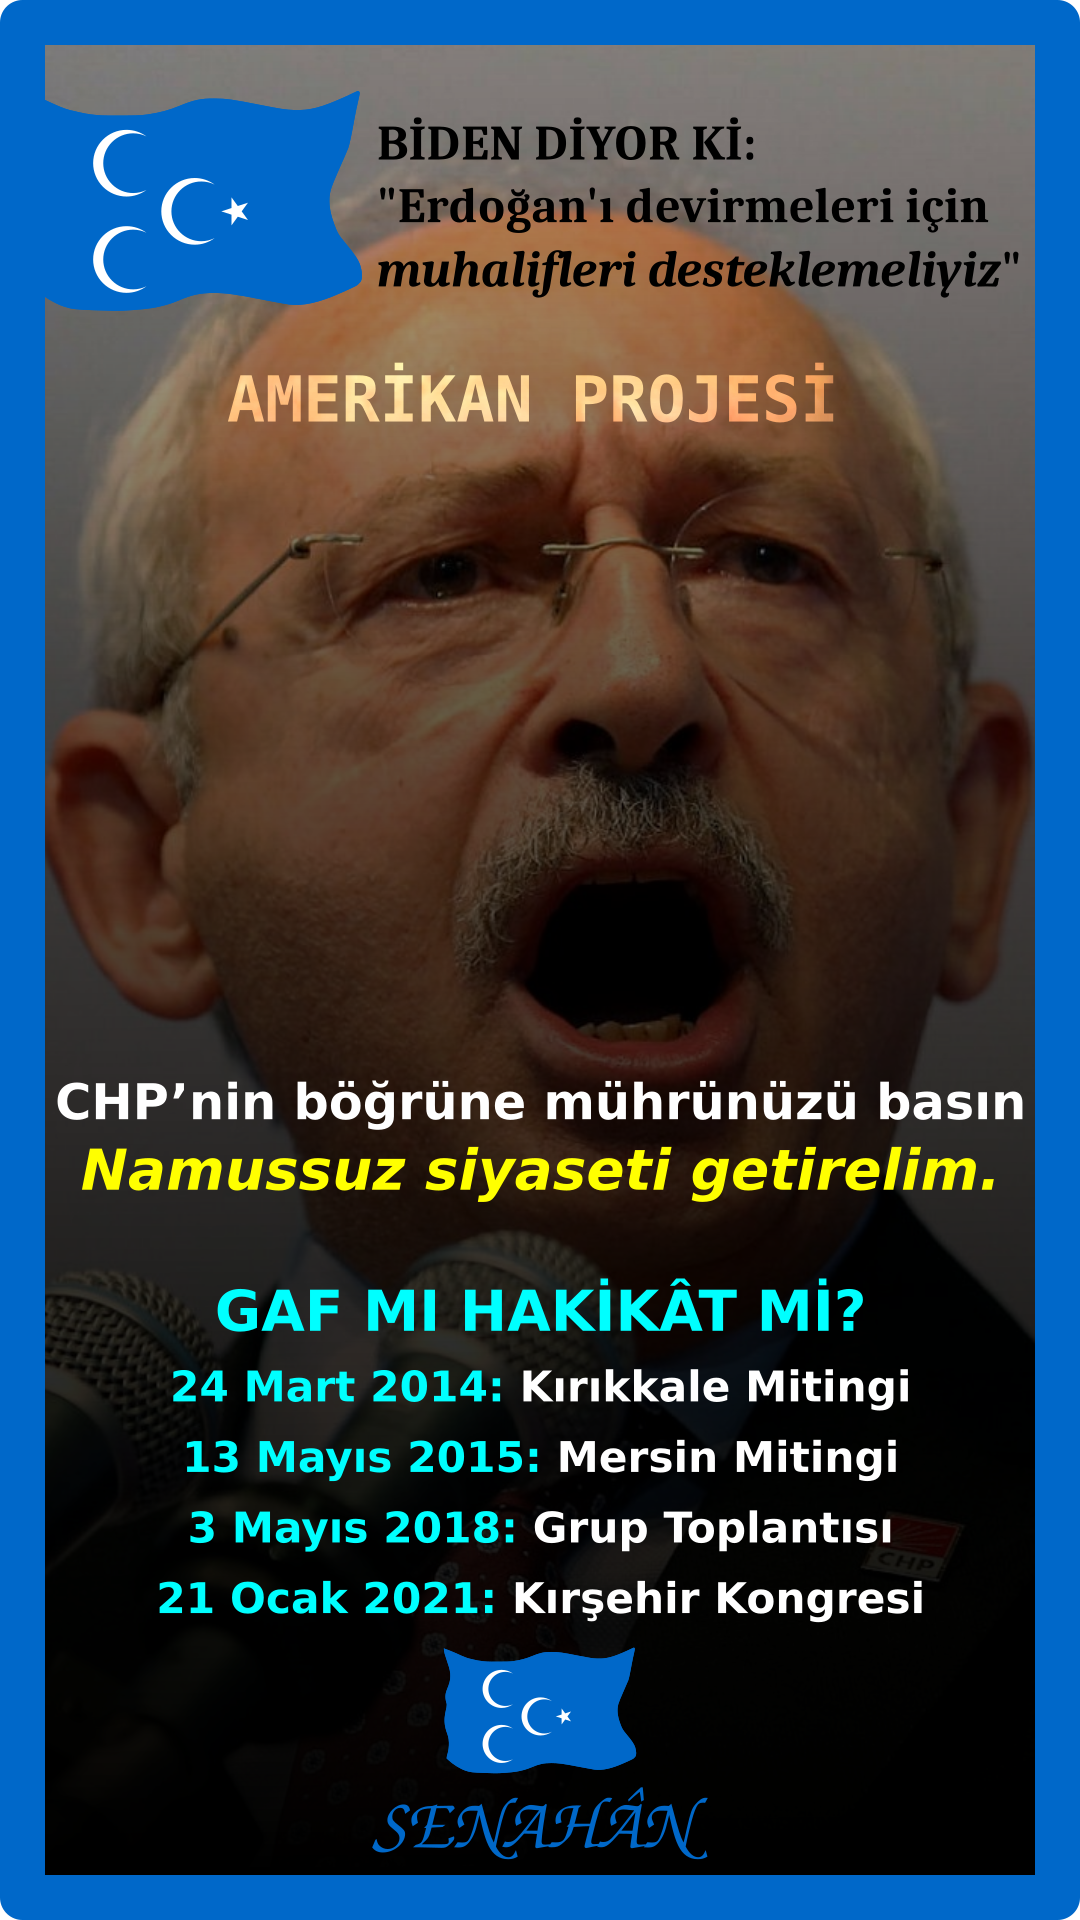 BİDEN DİYOR Kİ:
"Erdoğan'ı devirmeleri için
muhalifleri desteklemeliyiz"
AMERİKAN PROJESİ
CHP’nin böğrüne mührünüzü basın
Namussuz siyaseti getirelim.
GAF MI HAKİKÂT Mİ?
24 Mart 2014: Kırıkkale Mitingi
13 Mayıs 2015: Mersin Mitingi
3 Mayıs 2018: Grup Toplantısı
CHP
21 Ocak 2021: Kırşehir Kongresi
SENAHÂN